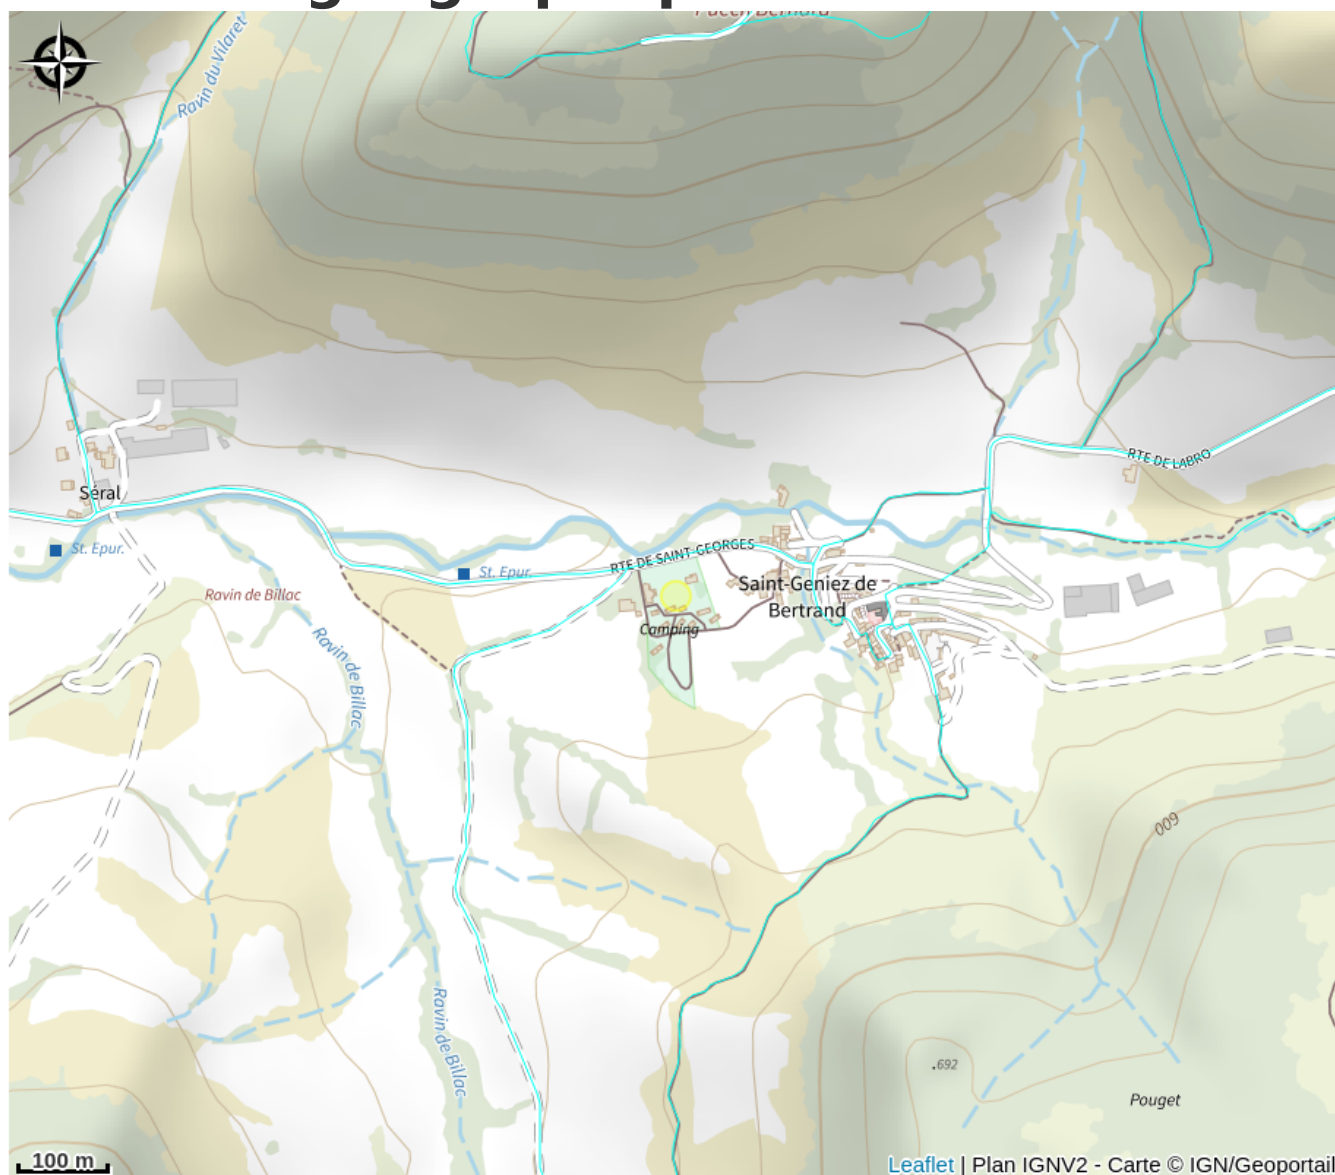 Ravin du Vilaret
RTE DE LABRO
Séral
St. Epur.
RTE DE SAINT-GEORGES
St. Epur.
Saint-Geniez de
Bertrand
Ravin de Billac
Camping
Ravin de Billac
600
Ravin de Billac
.692
Pouget
100 m
Leaflet | Plan IGNV2 - Carte © IGN/Geoportail